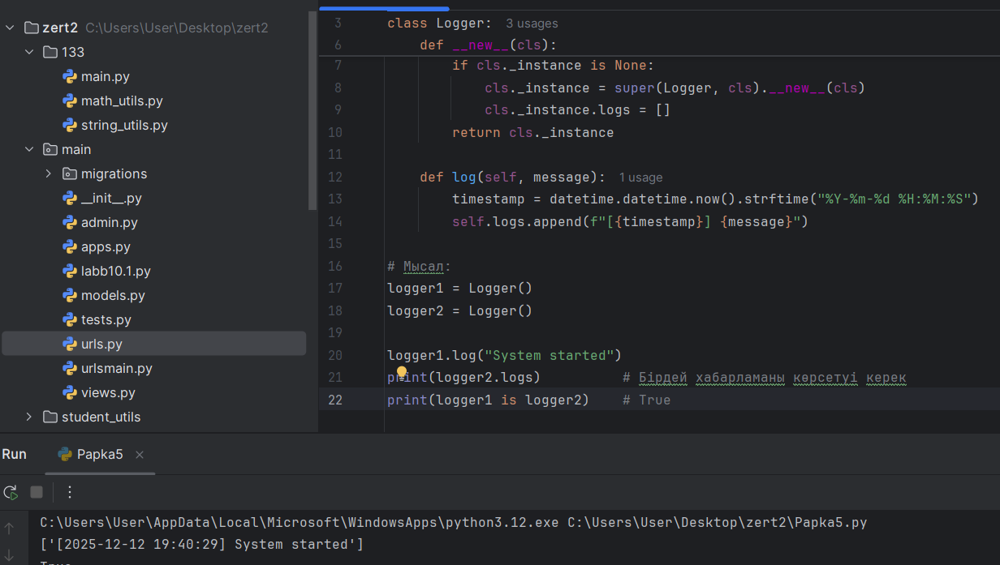 zert2 C:\Users\User\Desktop\zert2
133
main.py
math_utils.py
string_utils.py
main
migrations
__init__.py
admin.py
apps.py
labb10.1.py
models.py
tests.py
urls.py
urlsmain.py
views.py
student_utils
3 class Logger: 3 usages
6 def __new__(cls):
7 if cls._instance is None:
8 cls._instance = super(Logger, cls).__new__(cls)
9 cls._instance.logs = []
10 return cls._instance
11
12 def log(self, message): 1 usage
13 timestamp = datetime.datetime.now().strftime("%Y-%m-%d %H:%M:%S")
14 self.logs.append(f"[{timestamp}] {message}")
15
16 # Мысал:
17 logger1 = Logger()
18 logger2 = Logger()
19
20 logger1.log("System started")
21 print(logger2.logs) # Бірдей хабарламаны көрсетуі керек
22 print(logger1 is logger2) # True
Run Papka5
C:\Users\User\AppData\Local\Microsoft\WindowsApps\python3.12.exe C:\Users\User\Desktop\zert2\Papka5.py
['[2025-12-12 19:40:29] System started']
True